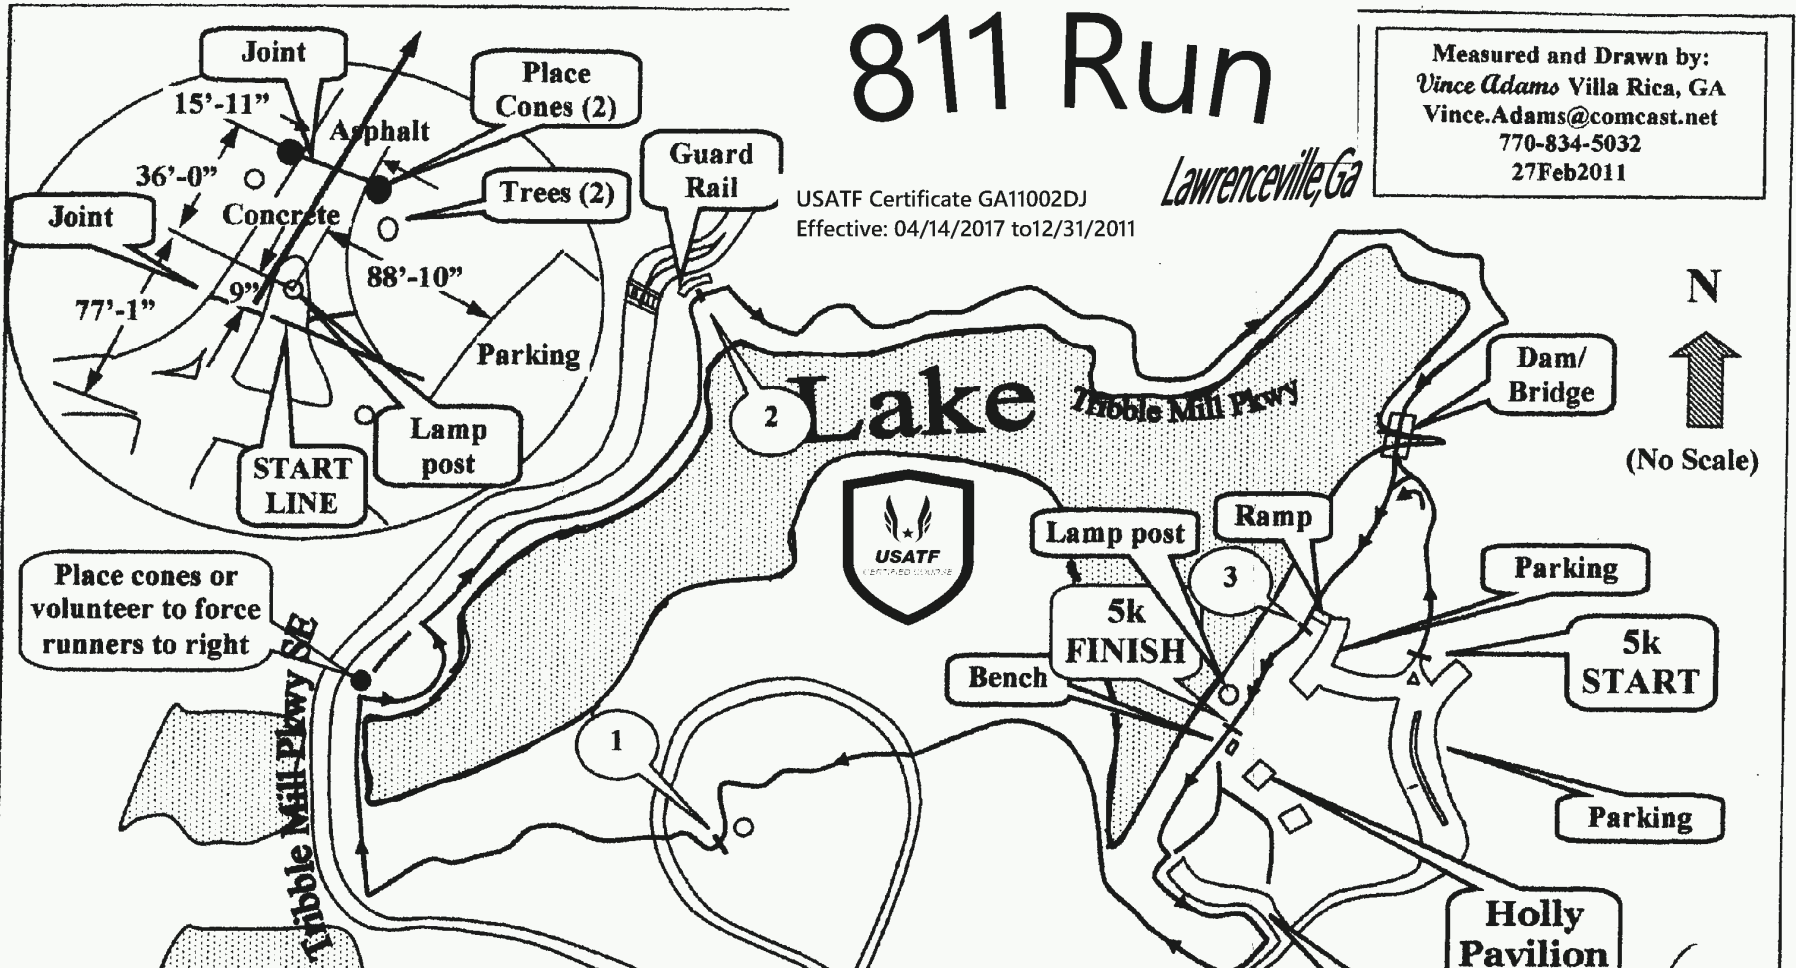 811 Run
Lawrenceville, Ga
Measured and Drawn by:
Vince Adams Villa Rica, GA
Vince.Adams@comcast.net
770-834-5032
27Feb2011
USATF Certificate GA11002DJ
Effective: 04/14/2017 to12/31/2011
Joint
15’-11”
Place
Cones (2)
Asphalt
Guard
Rail
36’-0”
Trees (2)
Joint
Concrete
88’-10”
9”
77’-1”
Parking
Lamp
post
START
LINE
N
(No Scale)
Dam/
Bridge
Lake
Tribble Mill Pkwy
2
Place cones or
volunteer to force
runners to right
Tribble Mill Pkwy SE
USATF
CERTIFIED COURSE
Lamp post
Ramp
3
Parking
5k
FINISH
5k
START
Bench
1
Parking
Holly
Pavilion